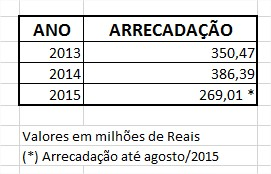 ANO ARRECADAÇÃO
2013 350,47
2014 386,39
2015 269,01 *
Valores em milhões de Reais
(*) Arrecadação até agosto/2015